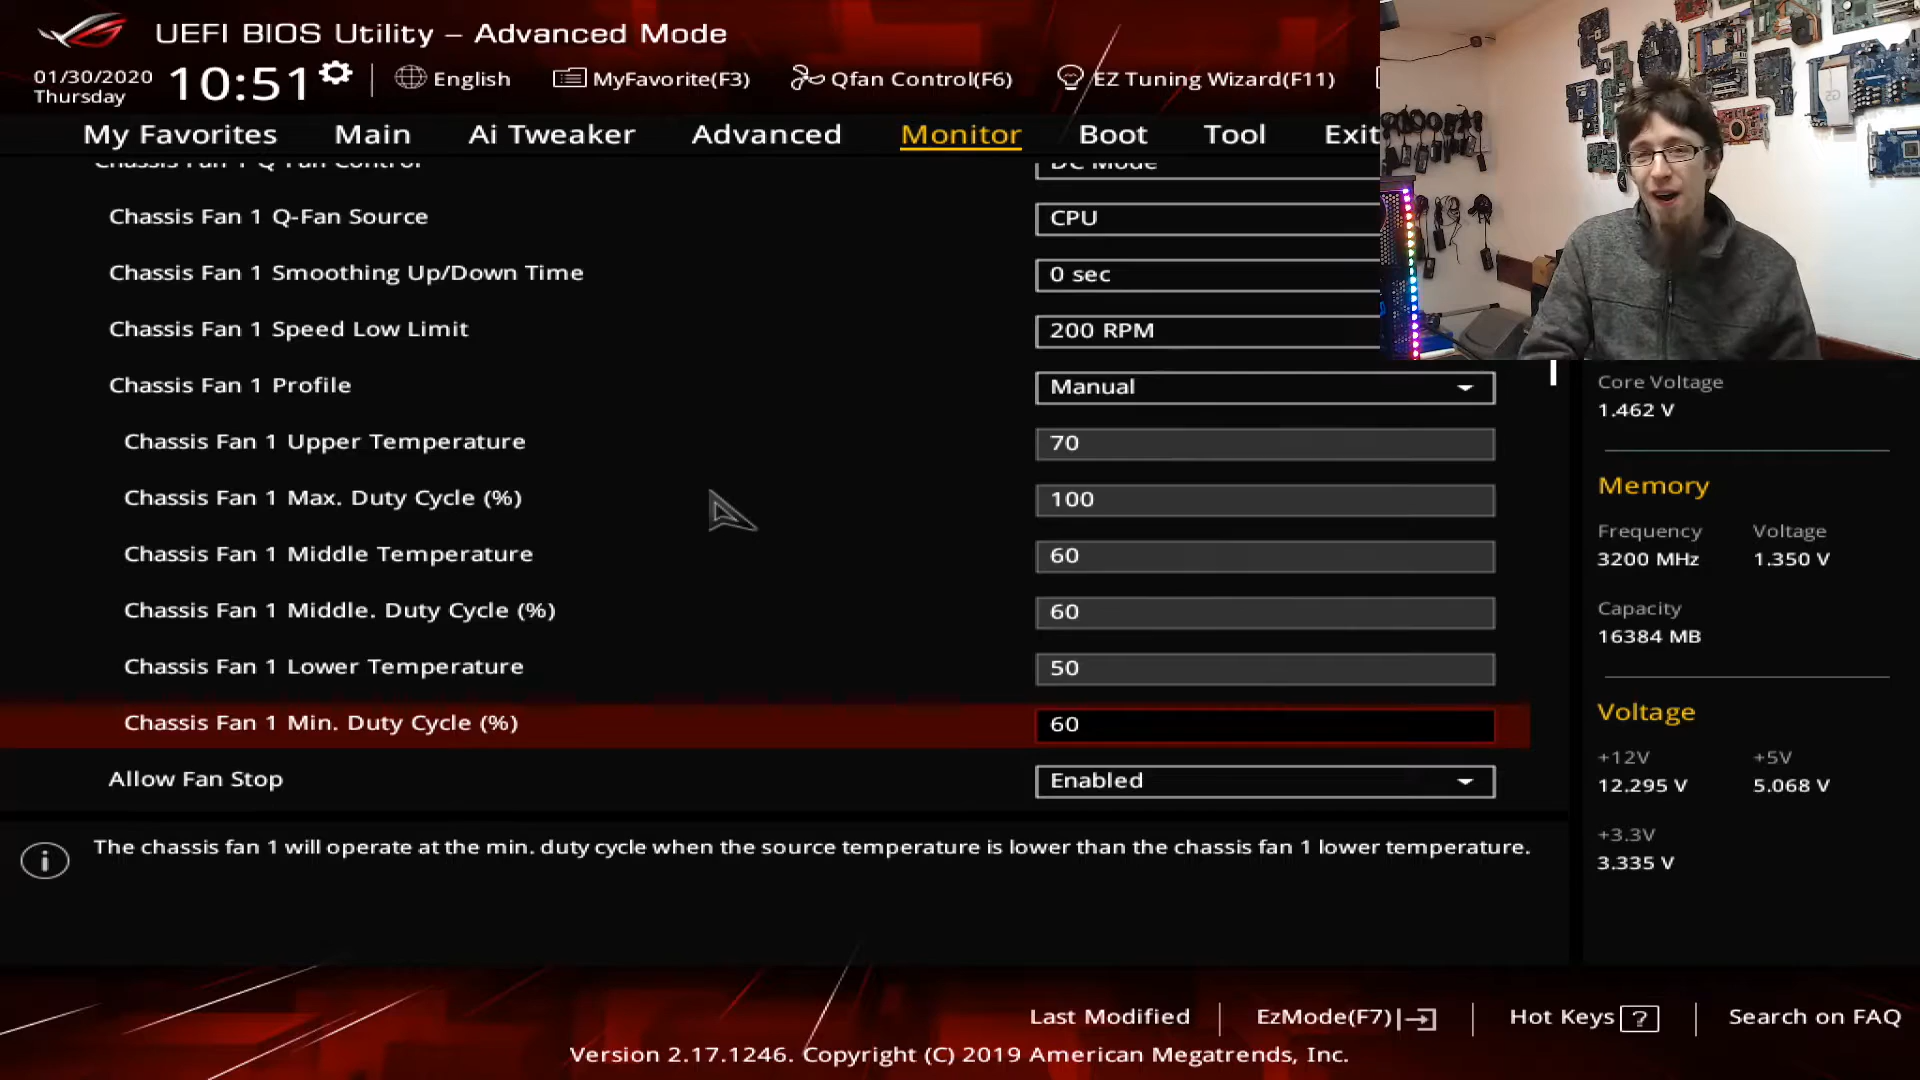 UEFI BIOS Utility – Advanced Mode
01/30/2020
Thursday
10:51
English
MyFavorite(F3)
Qfan Control(F6)
EZ Tuning Wizard(F11)
My Favorites
Main
Ai Tweaker
Advanced
Monitor
Boot
Tool
Exit
Chassis Fan 1 Q-Fan Control
DC Mode
Chassis Fan 1 Q-Fan Source
CPU
Chassis Fan 1 Smoothing Up/Down Time
0 sec
Chassis Fan 1 Speed Low Limit
200 RPM
Chassis Fan 1 Profile
Manual
Chassis Fan 1 Upper Temperature
70
Chassis Fan 1 Max. Duty Cycle (%)
100
Chassis Fan 1 Middle Temperature
60
Chassis Fan 1 Middle. Duty Cycle (%)
60
Chassis Fan 1 Lower Temperature
50
Chassis Fan 1 Min. Duty Cycle (%)
60
Allow Fan Stop
Enabled
Core Voltage
1.462 V
Memory
Frequency
Voltage
3200 MHz
1.350 V
Capacity
16384 MB
Voltage
+12V
+5V
12.295 V
5.068 V
+3.3V
3.335 V
The chassis fan 1 will operate at the min. duty cycle when the source temperature is lower than the chassis fan 1 lower temperature.
Last Modified
EzMode(F7)
Hot Keys ?
Search on FAQ
Version 2.17.1246. Copyright (C) 2019 American Megatrends, Inc.